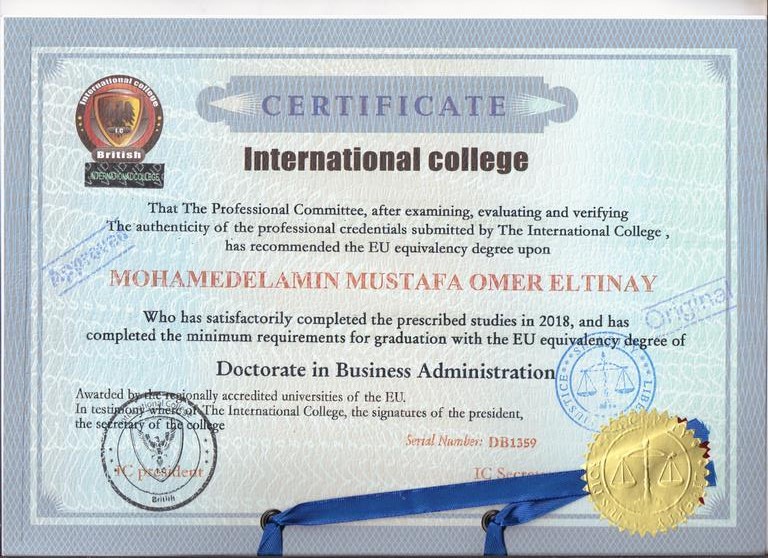 International college
I.C
British
INTERNATIONAL COLLEGE
CERTIFICATE
International college
That The Professional Committee, after examining, evaluating and verifying
The authenticity of the professional credentials submitted by The International College ,
has recommended the EU equivalency degree upon
Approved
MOHAMEDELAMIN MUSTAFA OMER ELTINAY
Original
Who has satisfactorily completed the prescribed studies in 2018, and has
completed the minimum requirements for graduation with the EU equivalency degree of
Doctorate in Business Administration
Awarded by the regionally accredited universities of the EU.
In testimony where of The International College, the signatures of the president,
the secretary of the college
JUSTICE
Serial Number: DB1359
IC president
British
IC